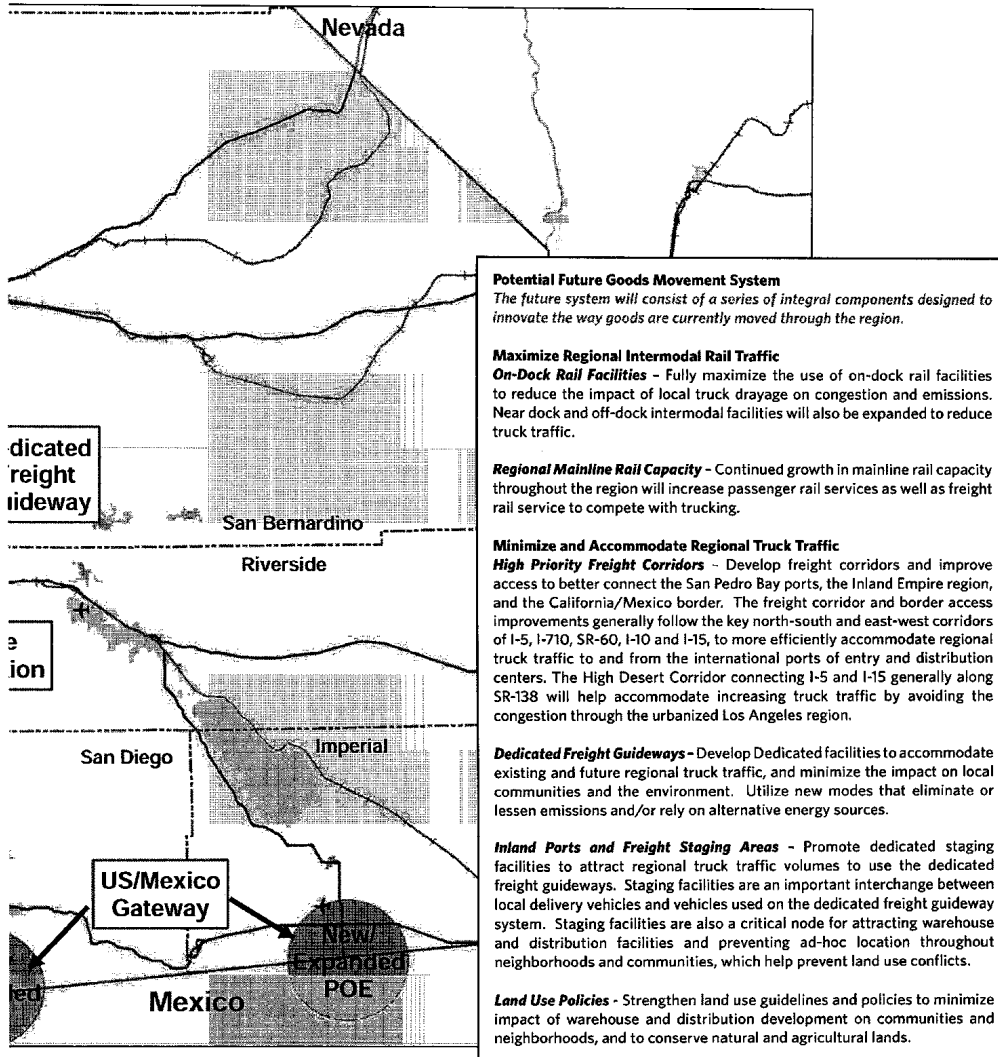 Nevada
Potential Future Goods Movement System
The future system will consist of a series of integral components designed to
innovate the way goods are currently moved through the region.
Maximize Regional Intermodal Rail Traffic
On-Dock Rail Facilities – Fully maximize the use of on-dock rail facilities
to reduce the impact of local truck drayage on congestion and emissions.
Near dock and off-dock intermodal facilities will also be expanded to reduce
truck traffic.
Regional Mainline Rail Capacity – Continued growth in mainline rail capacity
throughout the region will increase passenger rail services as well as freight
rail service to compete with trucking.
Minimize and Accommodate Regional Truck Traffic
High Priority Freight Corridors – Develop freight corridors and improve
access to better connect the San Pedro Bay ports, the Inland Empire region,
and the California/Mexico border. The freight corridor and border access
improvements generally follow the key north-south and east-west corridors
of I-5, I-710, SR-60, I-10 and I-15, to more efficiently accommodate regional
truck traffic to and from the international ports of entry and distribution
centers. The High Desert Corridor connecting I-5 and I-15 generally along
SR-138 will help accommodate increasing truck traffic by avoiding the
congestion through the urbanized Los Angeles region.
Dedicated Freight Guideways – Develop Dedicated facilities to accommodate
existing and future regional truck traffic, and minimize the impact on local
communities and the environment. Utilize new modes that eliminate or
lessen emissions and/or rely on alternative energy sources.
Inland Ports and Freight Staging Areas – Promote dedicated staging
facilities to attract regional truck traffic volumes to use the dedicated
freight guideways. Staging facilities are an important interchange between
local delivery vehicles and vehicles used on the dedicated freight guideway
system. Staging facilities are also a critical node for attracting warehouse
and distribution facilities and preventing ad-hoc location throughout
neighborhoods and communities, which help prevent land use conflicts.
Land Use Policies - Strengthen land use guidelines and policies to minimize
impact of warehouse and distribution development on communities and
neighborhoods, and to conserve natural and agricultural lands.
dicated
reight
uideway
San Bernardino
Riverside
e
ion
San Diego
Imperial
US/Mexico
Gateway
New/
Expanded
POE
ed
Mexico